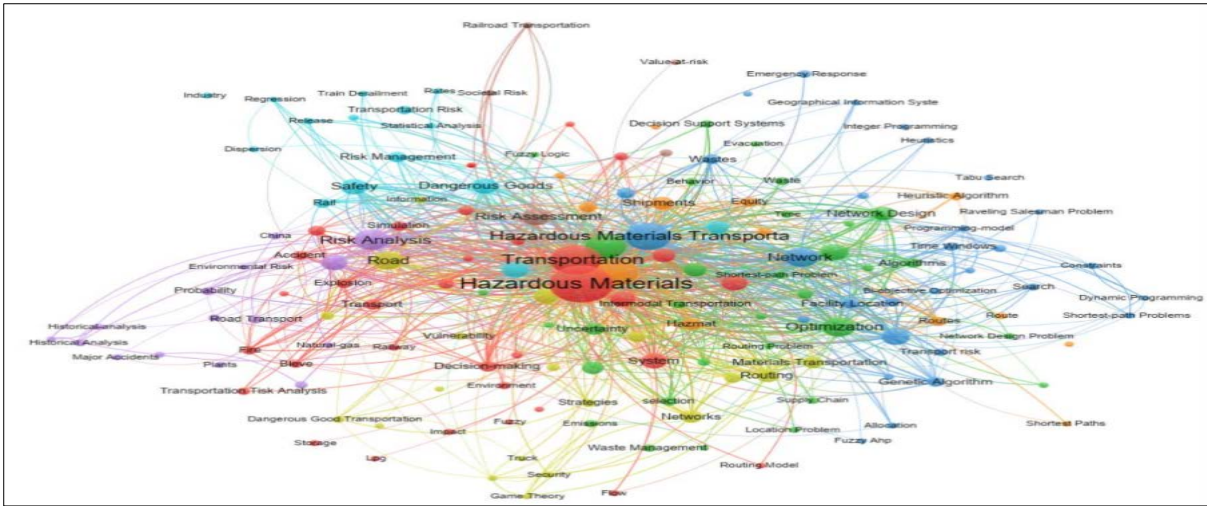 Railroad Transportation
Value-at-risk
Emergency Response
Industry
Regression
Train Derailment
Rates
Societal Risk
Geographical Information Syste
Transportation Risk
Release
Statistical Analysis
Decision Support Systems
Integer Programming
Heuristics
Dispersion
Risk Management
Fuzzy Logic
Evacuation
Wastes
Tabu Search
Safety
Dangerous Goods
Behavior
Waste
Heuristic Algorithm
Rail
Information
Shipments
Equity
Risk Assessment
Time
Network Design
Raveling Salesman Problem
Simulation
Programming-model
China
Risk Analysis
Hazardous Materials Transporta
Time Windows
Accident
Road
Transportation
Network
Algorithms
Environmental Risk
Constraints
Explosion
Hazardous Materials
Shortest-path Problem
Biobjective Optimization
Search
Probability
Transport
Intermodal Transportation
Facility Location
Dynamic Programming
Road Transport
Hazmat
Routes
Route
Shortest-path Problems
Historical-analysis
Vulnerability
Uncertainty
Optimization
Historical Analysis
Fire
Natural-gas
Railway
Routing Problem
Network Design Problem
Major Accidents
Plants
Bleve
Decision-making
System
Materials Transportation
Transport risk
Transportation Tisk Analysis
Environment
Routing
Genetic Algorithm
Strategies
selection
Supply Chain
Dangerous Good Transportation
Fuzzy
Emissions
Networks
Allocation
Shortest Paths
Storage
Impact
Location Problem
Fuzzy Ahp
Waste Management
Lpg
Truck
Routing Model
Security
Game Theory
Flow